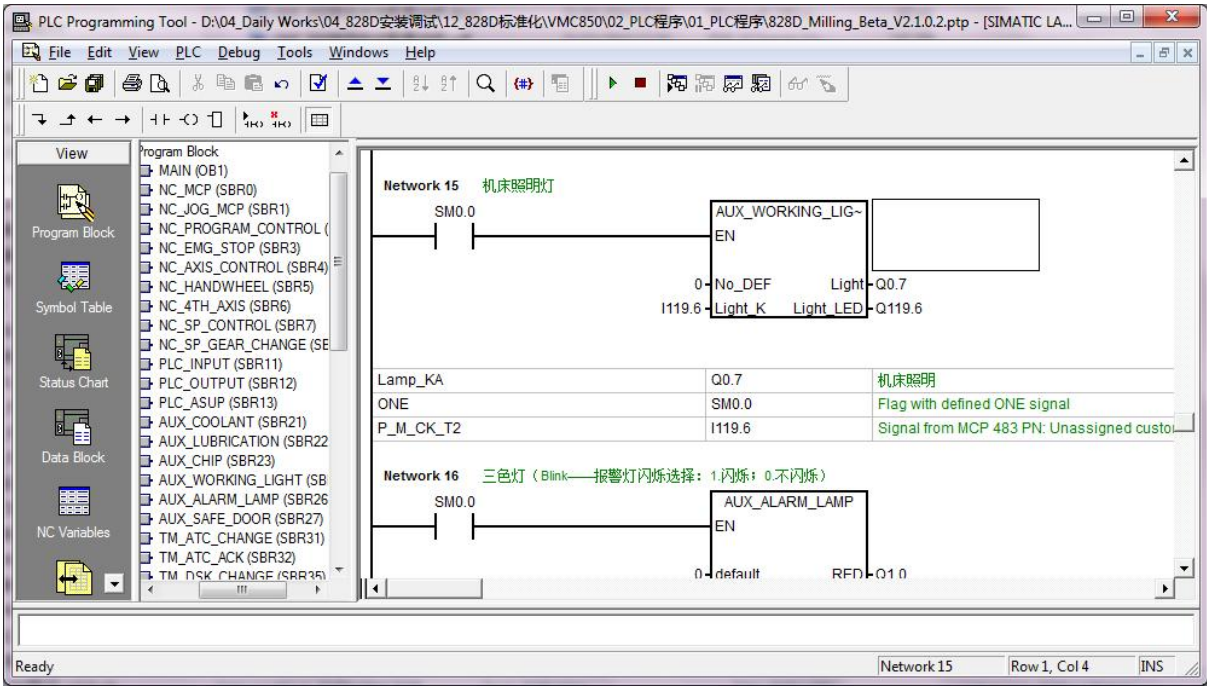 PLC Programming Tool - D:\04_Daily Works\04_828D安装调试\12_828D标准化\VMC850\02_PLC程序\01_PLC程序\828D_Milling_Beta_V2.1.0.2.ptp - [SIMATIC LA...
File Edit View PLC Debug Tools Windows Help
View
Program Block
Symbol Table
Status Chart
Data Block
NC Variables
Program Block
MAIN (OB1)
NC_MCP (SBR0)
NC_JOG_MCP (SBR1)
NC_PROGRAM_CONTROL (
NC_EMG_STOP (SBR3)
NC_AXIS_CONTROL (SBR4)
NC_HANDWHEEL (SBR5)
NC_4TH_AXIS (SBR6)
NC_SP_CONTROL (SBR7)
NC_SP_GEAR_CHANGE (SE
PLC_INPUT (SBR11)
PLC_OUTPUT (SBR12)
PLC_ASUP (SBR13)
AUX_COOLANT (SBR21)
AUX_LUBRICATION (SBR22
AUX_CHIP (SBR23)
AUX_WORKING_LIGHT (SB
AUX_ALARM_LAMP (SBR26
AUX_SAFE_DOOR (SBR27)
TM_ATC_CHANGE (SBR31)
TM_ATC_ACK (SBR32)
TM_DSK_CHANGE (SBR35)
Network 15 机床照明灯
SM0.0 AUX_WORKING_LIG~
EN
0 No_DEF Light Q0.7
I119.6 Light_K Light_LED Q119.6
Lamp_KA Q0.7 机床照明
ONE SM0.0 Flag with defined ONE signal
P_M_CK_T2 I119.6 Signal from MCP 483 PN: Unassigned custo
Network 16 三色灯（Blink——报警灯闪烁选择：1.闪烁；0.不闪烁）
SM0.0 AUX_ALARM_LAMP
EN
0 default RED Q1.0
Ready Network 15 Row 1, Col 4 INS